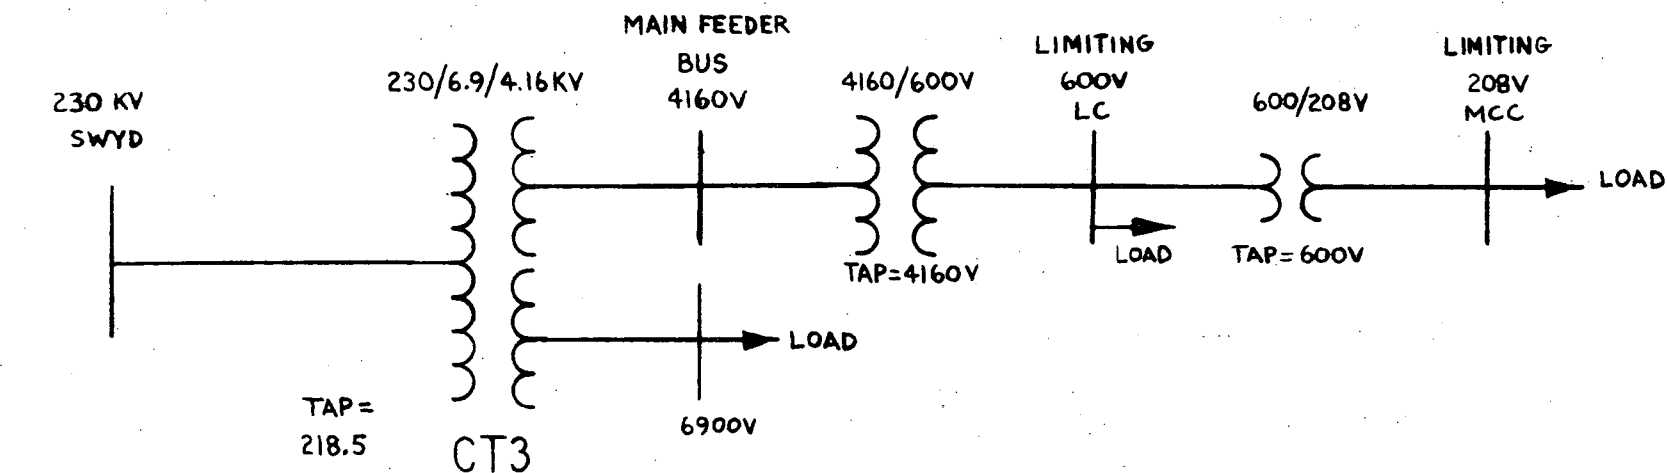 230 KV
SWYD
230/6.9/4.16KV
MAIN FEEDER
BUS
4160V
4160/600V
LIMITING
600V
LC
600/208V
LIMITING
208V
MCC
LOAD
LOAD
TAP=4160V
TAP=600V
LOAD
6900V
TAP=
218.5
CT3